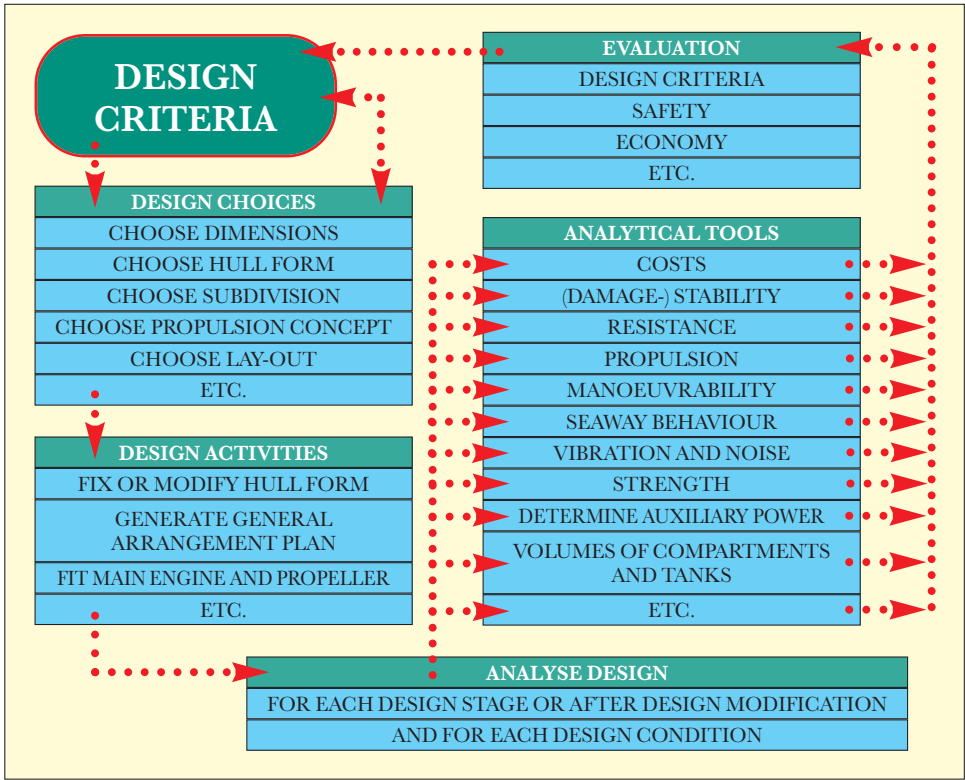 DESIGN
CRITERIA
DESIGN CHOICES
CHOOSE DIMENSIONS
CHOOSE HULL FORM
CHOOSE SUBDIVISION
CHOOSE PROPULSION CONCEPT
CHOOSE LAY-OUT
ETC.
DESIGN ACTIVITIES
FIX OR MODIFY HULL FORM
GENERATE GENERAL
ARRANGEMENT PLAN
FIT MAIN ENGINE AND PROPELLER
ETC.
ANALYSE DESIGN
FOR EACH DESIGN STAGE OR AFTER DESIGN MODIFICATION
AND FOR EACH DESIGN CONDITION
ANALYTICAL TOOLS
COSTS
(DAMAGE-) STABILITY
RESISTANCE
PROPULSION
MANOEUVRABILITY
SEAWAY BEHAVIOUR
VIBRATION AND NOISE
STRENGTH
DETERMINE AUXILIARY POWER
VOLUMES OF COMPARTMENTS
AND TANKS
ETC.
EVALUATION
DESIGN CRITERIA
SAFETY
ECONOMY
ETC.